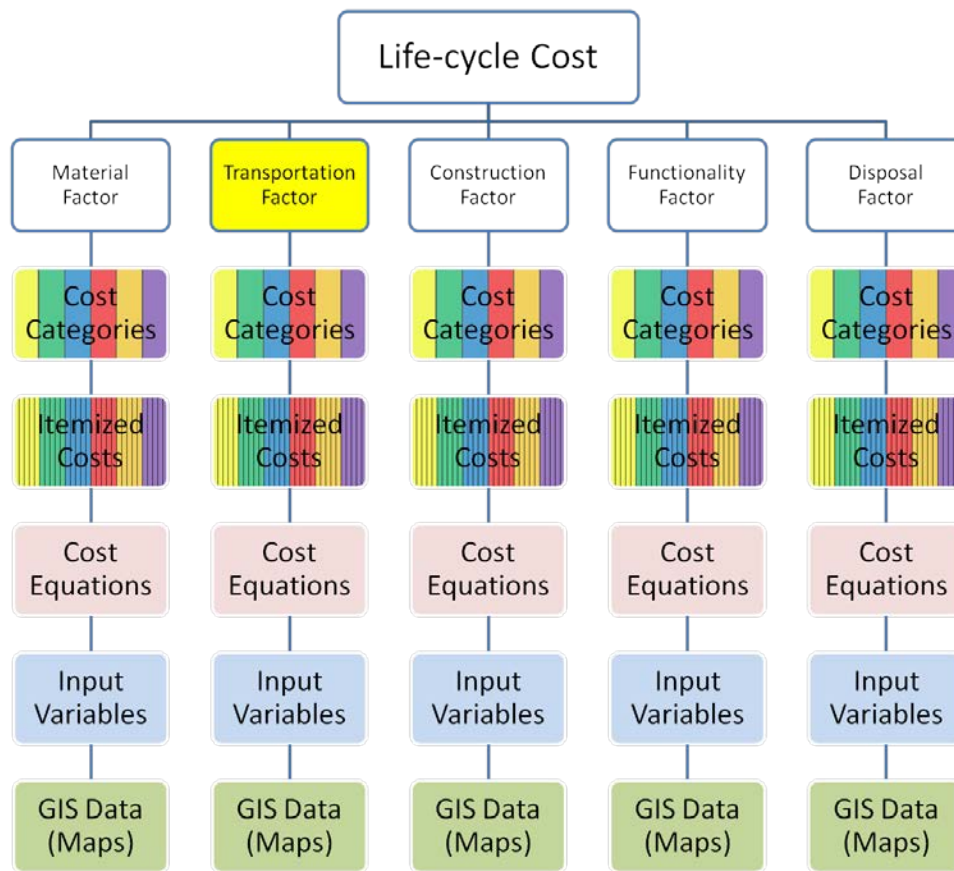 Life-cycle Cost
Material
Factor
Transportation
Factor
Construction
Factor
Functionality
Factor
Disposal
Factor
Cost
Categories
Cost
Categories
Cost
Categories
Cost
Categories
Cost
Categories
Itemized
Costs
Itemized
Costs
Itemized
Costs
Itemized
Costs
Itemized
Costs
Cost
Equations
Cost
Equations
Cost
Equations
Cost
Equations
Cost
Equations
Input
Variables
Input
Variables
Input
Variables
Input
Variables
Input
Variables
GIS Data
(Maps)
GIS Data
(Maps)
GIS Data
(Maps)
GIS Data
(Maps)
GIS Data
(Maps)